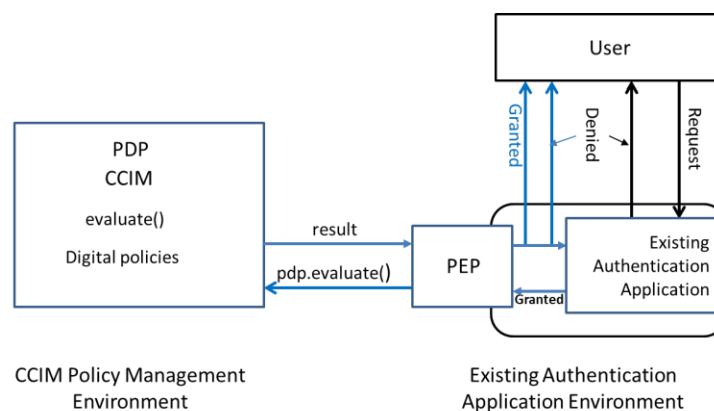 User
Granted
Denied
Request
PDP
CCIM
evaluate()
Digital policies
result
pdp.evaluate()
PEP
Existing
Authentication
Application
Granted
CCIM Policy Management
Environment
Existing Authentication
Application Environment